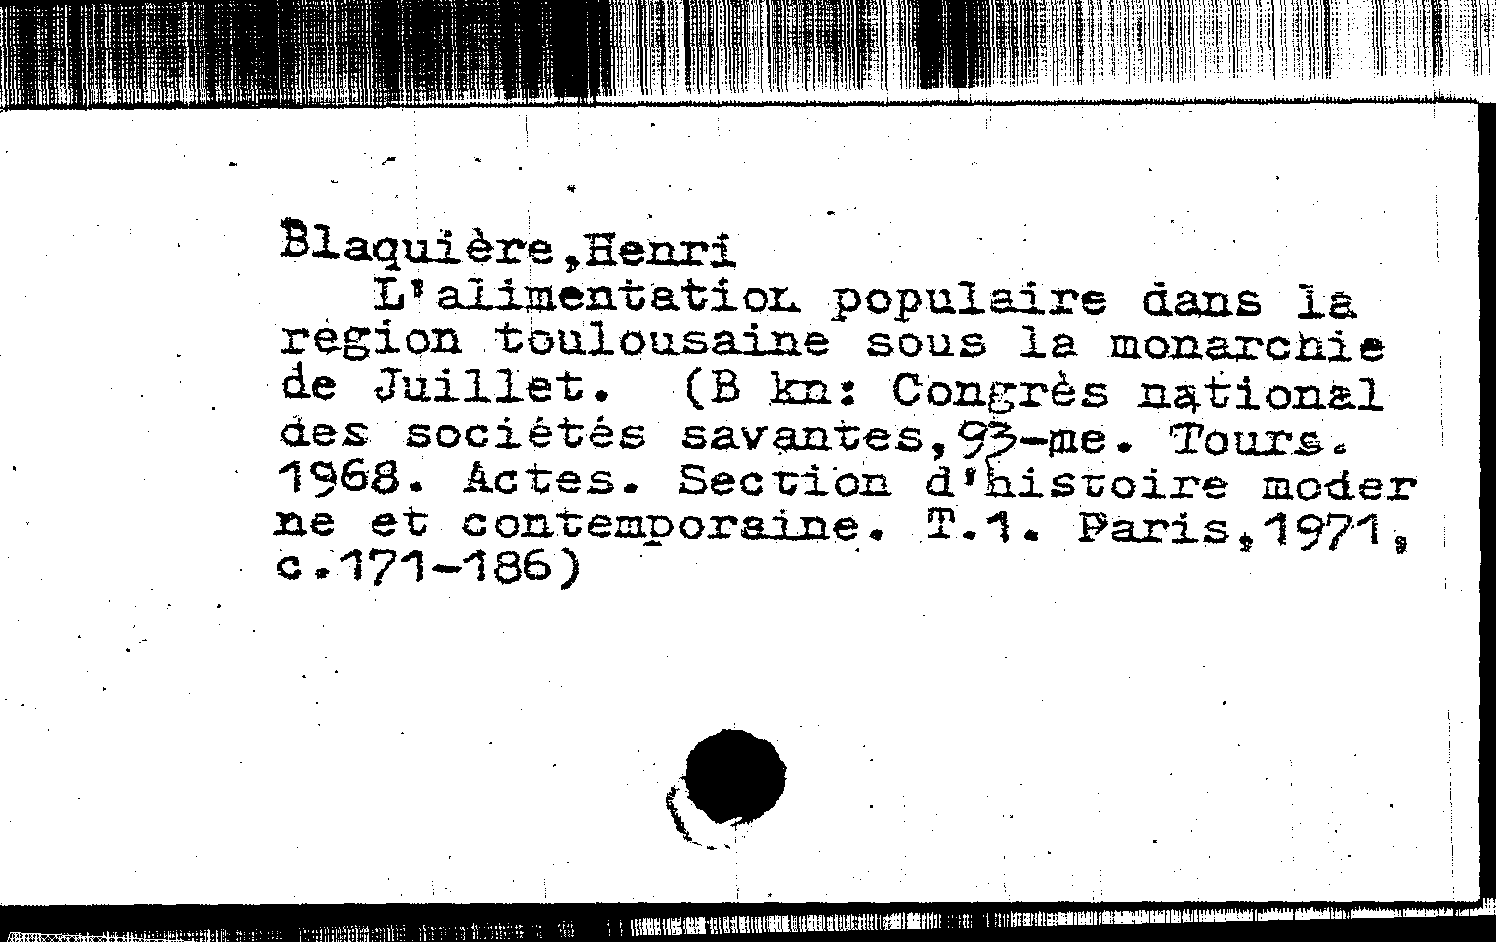 Blaquière,Henri
L'alimentation populaire dans la
région toulousaine sous la monarchie
de Juillet. (В kn: Congrès national
des sociétés savantes,93-me. Tours.
1968. Actes. Section d'histoire moder
ne et contemporaine. T.1. Paris,1971,
c.171-186)